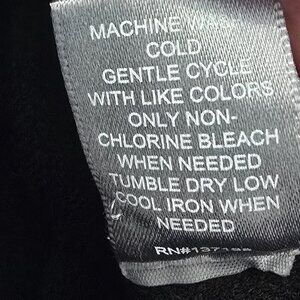 MACHINE WASH
COLD
GENTLE CYCLE
WITH LIKE COLORS
ONLY NON-
CHLORINE BLEACH
WHEN NEEDED
TUMBLE DRY LOW
COOL IRON WHEN
NEEDED